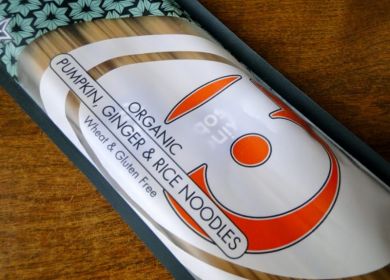 ORGANIC
PUMPKIN, GINGER & RICE NOODLES
Wheat & Gluten Free